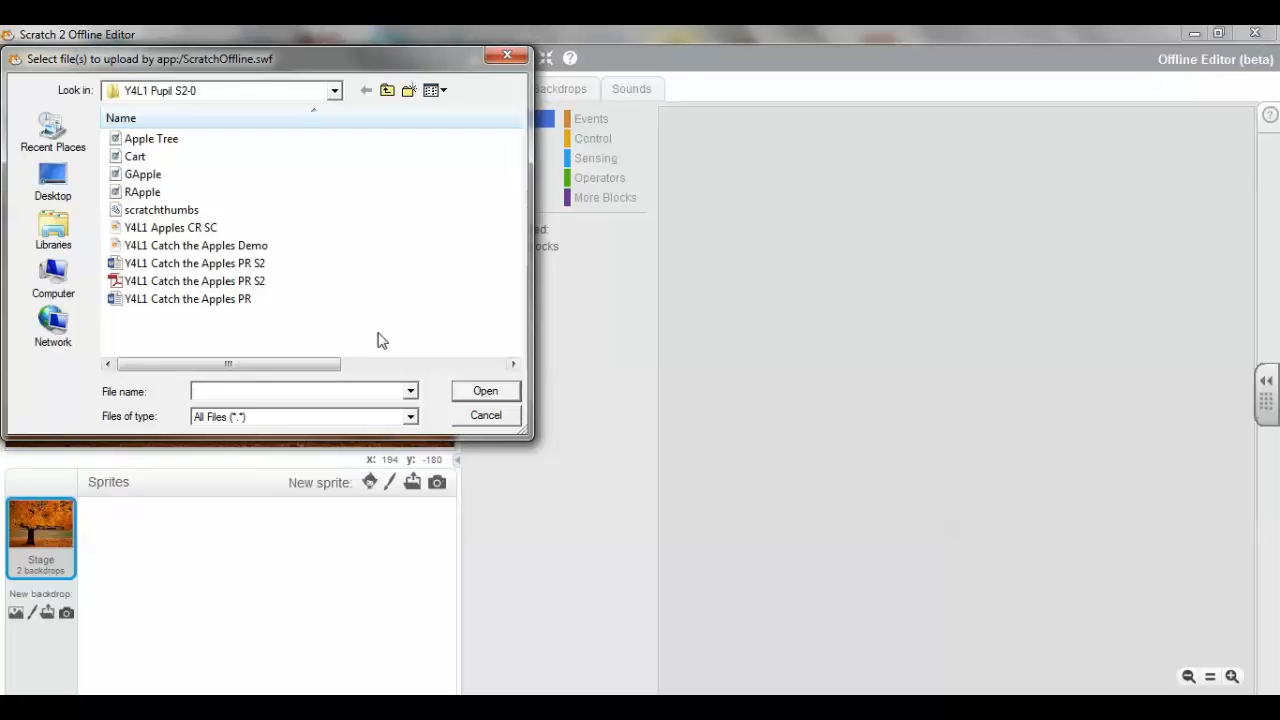 Scratch 2 Offline Editor
Select file(s) to upload by app:/ScratchOffline.swf
Offline Editor (beta)
Look in: Y4L1 Pupil S2-0
ackdrops Sounds
Name
Recent Places
Desktop
Libraries
Computer
Network
Apple Tree
Cart
GApple
RApple
scratchthumbs
Y4L1 Apples CR SC
Y4L1 Catch the Apples Demo
Y4L1 Catch the Apples PR S2
Y4L1 Catch the Apples PR S2
Y4L1 Catch the Apples PR
File name: Open
Files of type: All Files (*.*) Cancel
Events
Control
Sensing
Operators
More Blocks
ed:
ocks
x: 194 y: -180
Sprites New sprite:
Stage
2 backdrops
New backdrop: